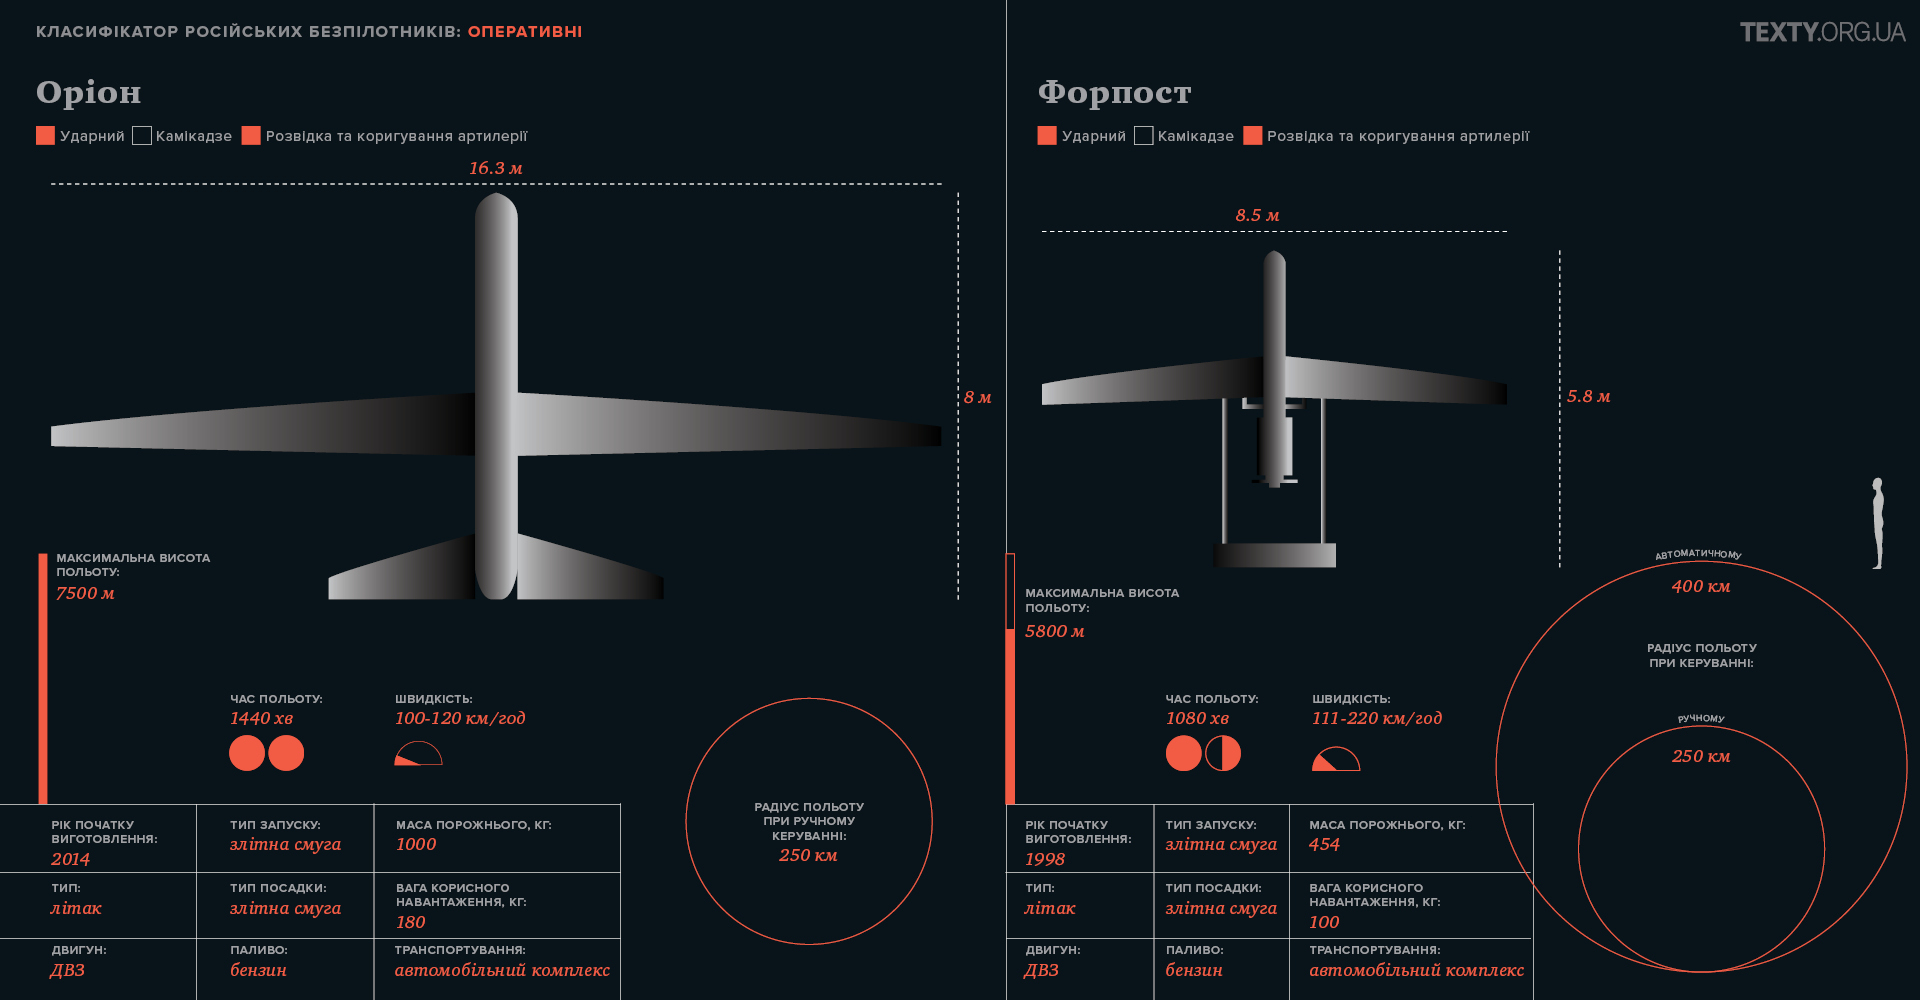 КЛАСИФІКАТОР РОСІЙСЬКИХ БЕЗПІЛОТНИКІВ: ОПЕРАТИВНІ
TEXTY.ORG.UA
Оріон
Ударний Камікадзе Розвідка та коригування артилерії
16.3 м
8 м
МАКСИМАЛЬНА ВИСОТА
ПОЛЬОТУ:
7500 м
ЧАС ПОЛЬОТУ:
1440 хв
ШВИДКІСТЬ:
100-120 км/год
РАДІУС ПОЛЬОТУ
ПРИ РУЧНОМУ
КЕРУВАННІ:
250 км
РІК ПОЧАТКУ
ВИГОТОВЛЕННЯ:
2014
ТИП ЗАПУСКУ:
злітна смуга
МАСА ПОРОЖНЬОГО, КГ:
1000
ТИП:
літак
ТИП ПОСАДКИ:
злітна смуга
ВАГА КОРИСНОГО
НАВАНТАЖЕННЯ, КГ:
180
ДВИГУН:
ДВЗ
ПАЛИВО:
бензин
ТРАНСПОРТУВАННЯ:
автомобільний комплекс
Форпост
Ударний Камікадзе Розвідка та коригування артилерії
8.5 м
5.8 м
МАКСИМАЛЬНА ВИСОТА
ПОЛЬОТУ:
5800 м
ЧАС ПОЛЬОТУ:
1080 хв
ШВИДКІСТЬ:
111-220 км/год
АВТОМАТИЧНОМУ
400 км
РАДІУС ПОЛЬОТУ
ПРИ КЕРУВАННІ:
РУЧНОМУ
250 км
РІК ПОЧАТКУ
ВИГОТОВЛЕННЯ:
1998
ТИП ЗАПУСКУ:
злітна смуга
МАСА ПОРОЖНЬОГО, КГ:
454
ТИП:
літак
ТИП ПОСАДКИ:
злітна смуга
ВАГА КОРИСНОГО
НАВАНТАЖЕННЯ, КГ:
100
ДВИГУН:
ДВЗ
ПАЛИВО:
бензин
ТРАНСПОРТУВАННЯ:
автомобільний комплекс